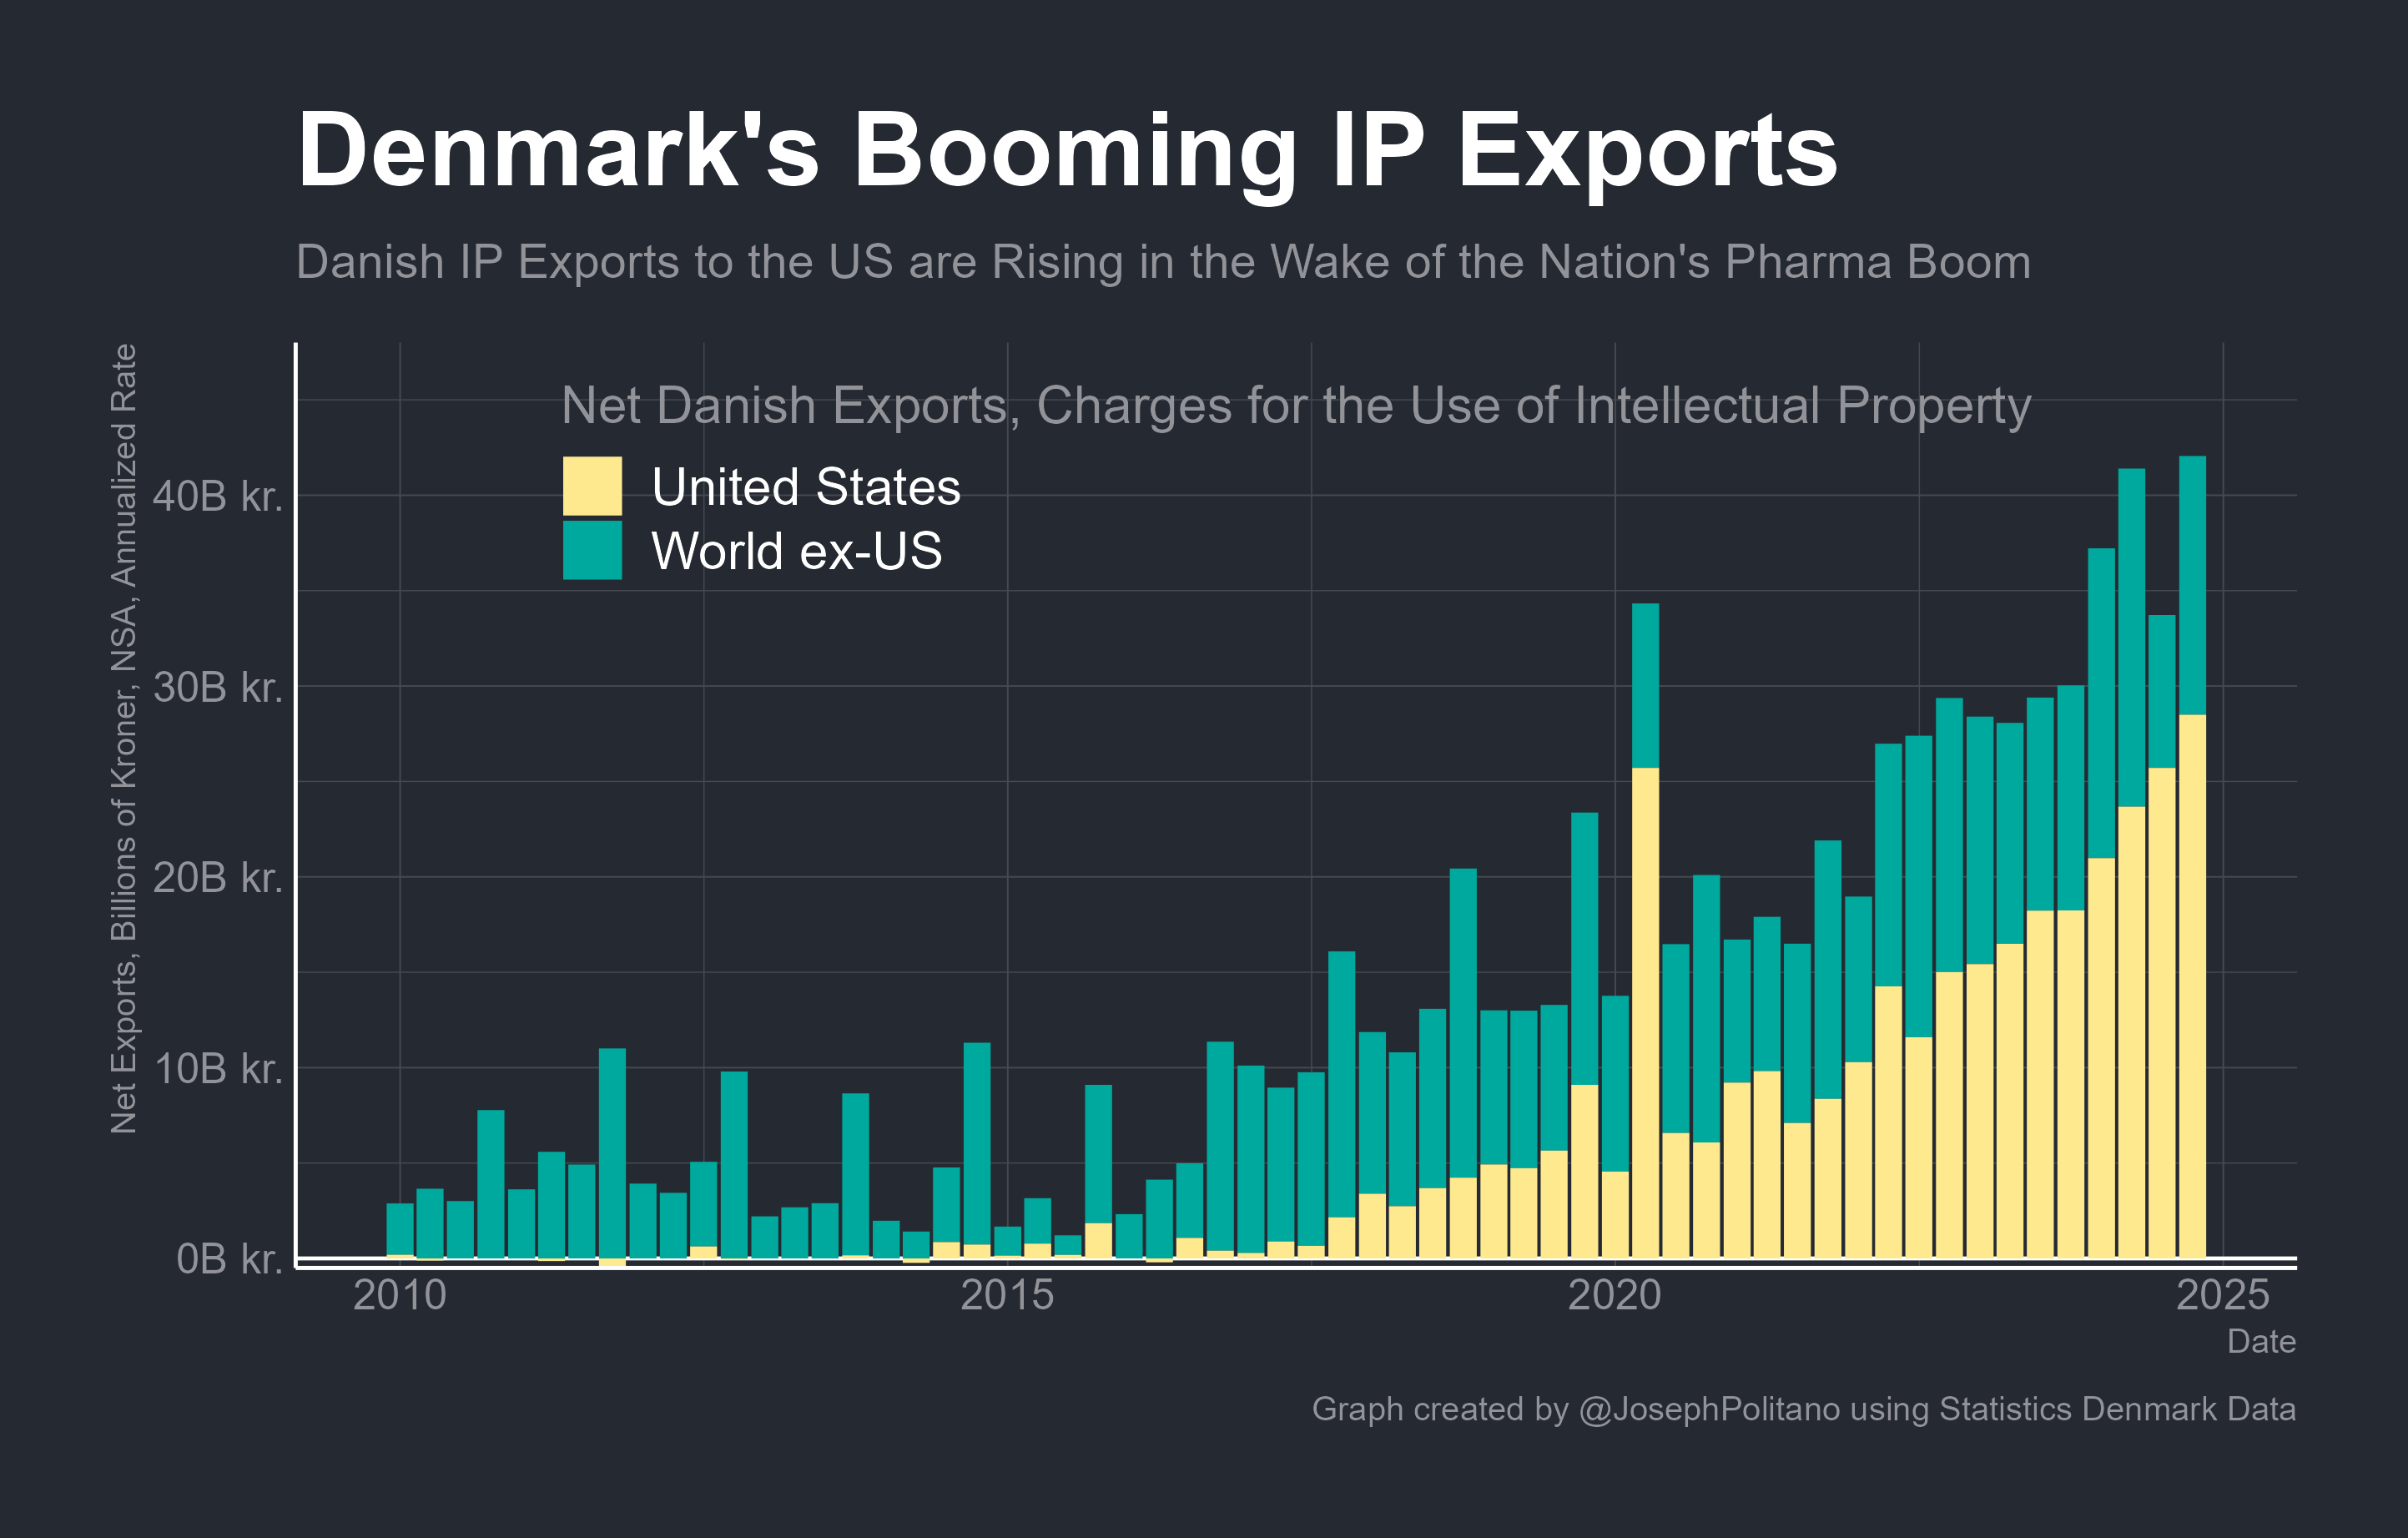 Denmark's Booming IP Exports
Danish IP Exports to the US are Rising in the Wake of the Nation's Pharma Boom
Net Exports, Billions of Kroner, NSA, Annualized Rate
Net Danish Exports, Charges for the Use of Intellectual Property
United States
World ex-US
40B kr.
30B kr.
20B kr.
10B kr.
0B kr.
2010
2015
2020
2025
Date
Graph created by @JosephPolitano using Statistics Denmark Data